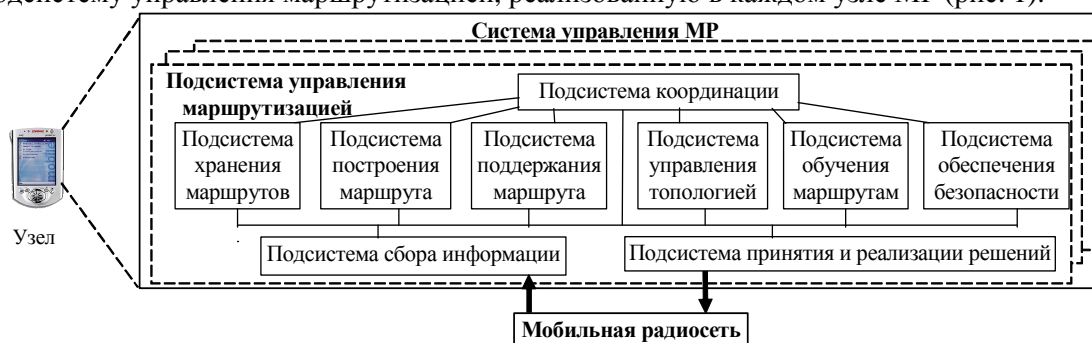 одсистему управления маршрутизацией, реализованную в каждом узле МР (рис. 1).
Система управления МР
Подсистема управления
маршрутизацией
Подсистема координации
Подсистема
хранения
маршрутов
Подсистема
построения
маршрута
Подсистема
поддержания
маршрута
Подсистема
управления
топологией
Подсистема
обучения
маршрутам
Подсистема
обеспечения
безопасности
Узел
Подсистема сбора информации
Подсистема принятия и реализации решений
Мобильная радиосеть